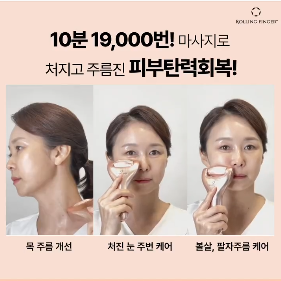 ROLLING FINGER
10분 19,000번! 마사지로
처지고 주름진 피부탄력회복!
목 주름 개선
처진 눈 주변 케어
볼살, 팔자주름 케어